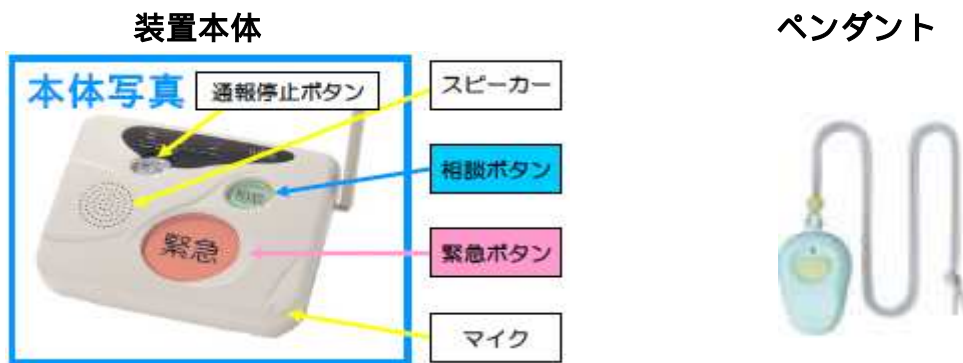 装置本体
ペンダント
本体写真
通報停止ボタン
スピーカー
相談ボタン
緊急ボタン
マイク
緊急